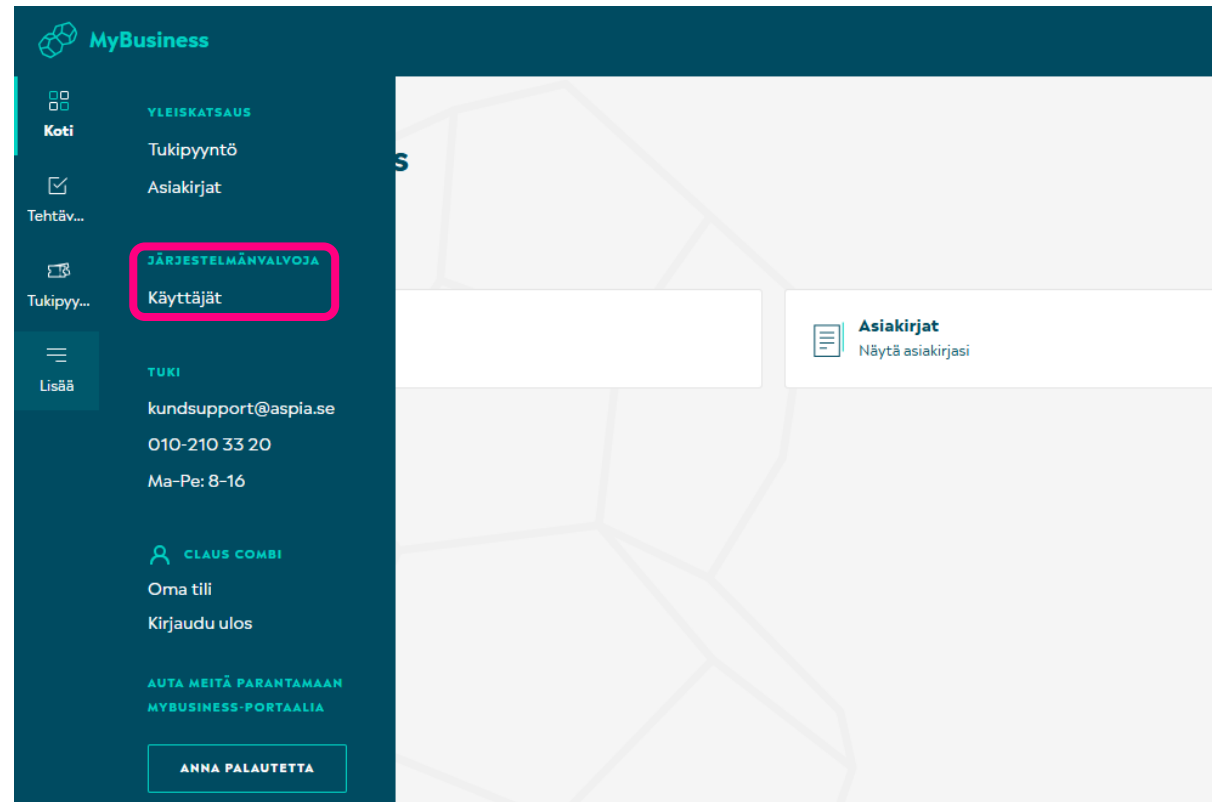 MyBusiness
Koti
Tehtäv...
Tukipyy...
Lisää
YLEISKATSAUS
Tukipyyntö
Asiakirjat
JÄRJESTELMÄNVALVOJA
Käyttäjät
TUKI
kundsupport@aspia.se
010-210 33 20
Ma-Pe: 8-16
CLAUS COMBI
Oma tili
Kirjaudu ulos
AUTA MEITÄ PARANTAMAAN
MYBUSINESS-PORTAALIA
ANNA PALAUTETTA
s
Asiakirjat
Näytä asiakirjasi